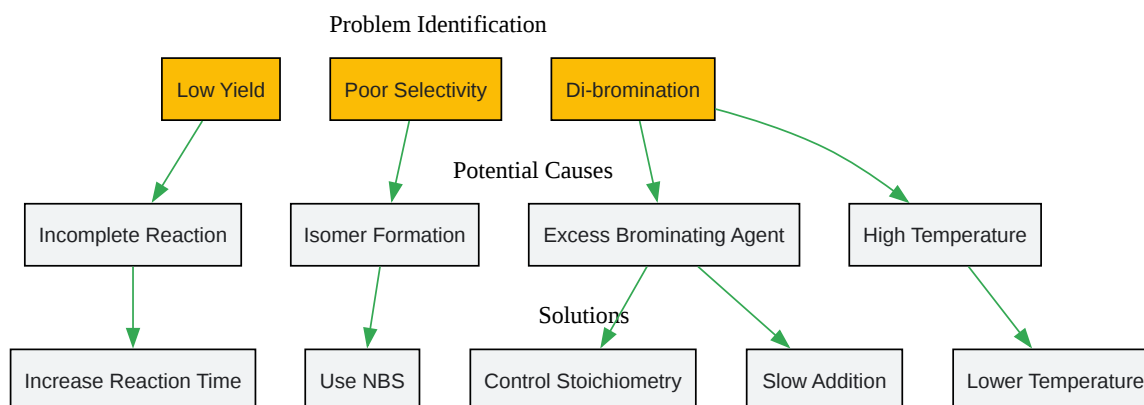 Problem Identification
Low Yield
Poor Selectivity
Di-bromination
Potential Causes
Incomplete Reaction
Isomer Formation
Excess Brominating Agent
High Temperature
Solutions
Increase Reaction Time
Use NBS
Control Stoichiometry
Slow Addition
Lower Temperature